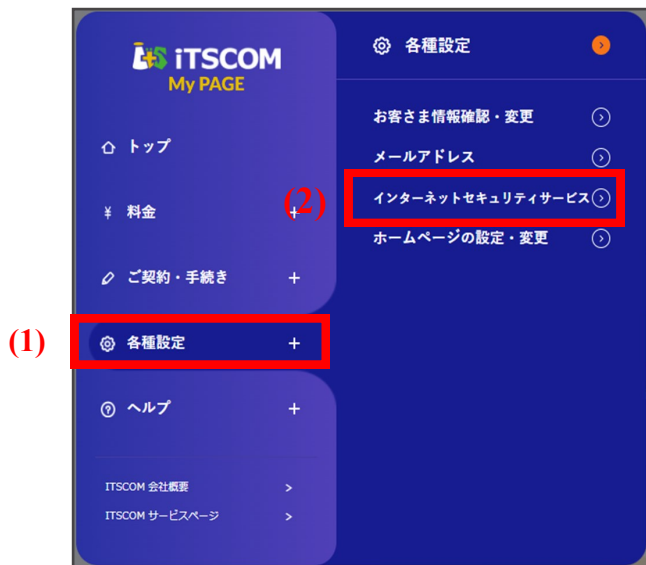 iTSCOM
My PAGE
トップ
¥ 料金 +
ご契約・手続き +
(1)
各種設定 +
ヘルプ +
ITSCOM 会社概要 >
ITSCOM サービスページ >
各種設定
お客さま情報確認・変更
メールアドレス
(2)
インターネットセキュリティサービス
ホームページの設定・変更